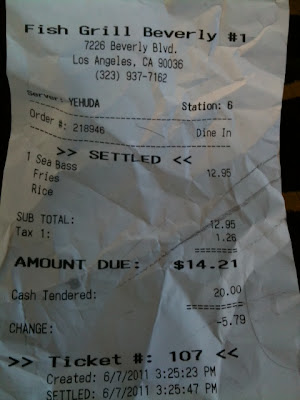 Fish Grill Beverly #1
7226 Beverly Blvd.
Los Angeles, CA 90036
(323) 937-7162
Server: YEHUDA Station: 6
Order #: 218946 Dine In
>> SETTLED <<
1 Sea Bass 12.95
Fries
Rice
SUB TOTAL: 12.95
Tax 1: 1.26
======
AMOUNT DUE: $14.21
Cash Tendered: 20.00
======
CHANGE: -5.79
>> Ticket #: 107 <<
Created: 6/7/2011 3:25:23 PM
SETTLED: 6/7/2011 3:25:47 PM